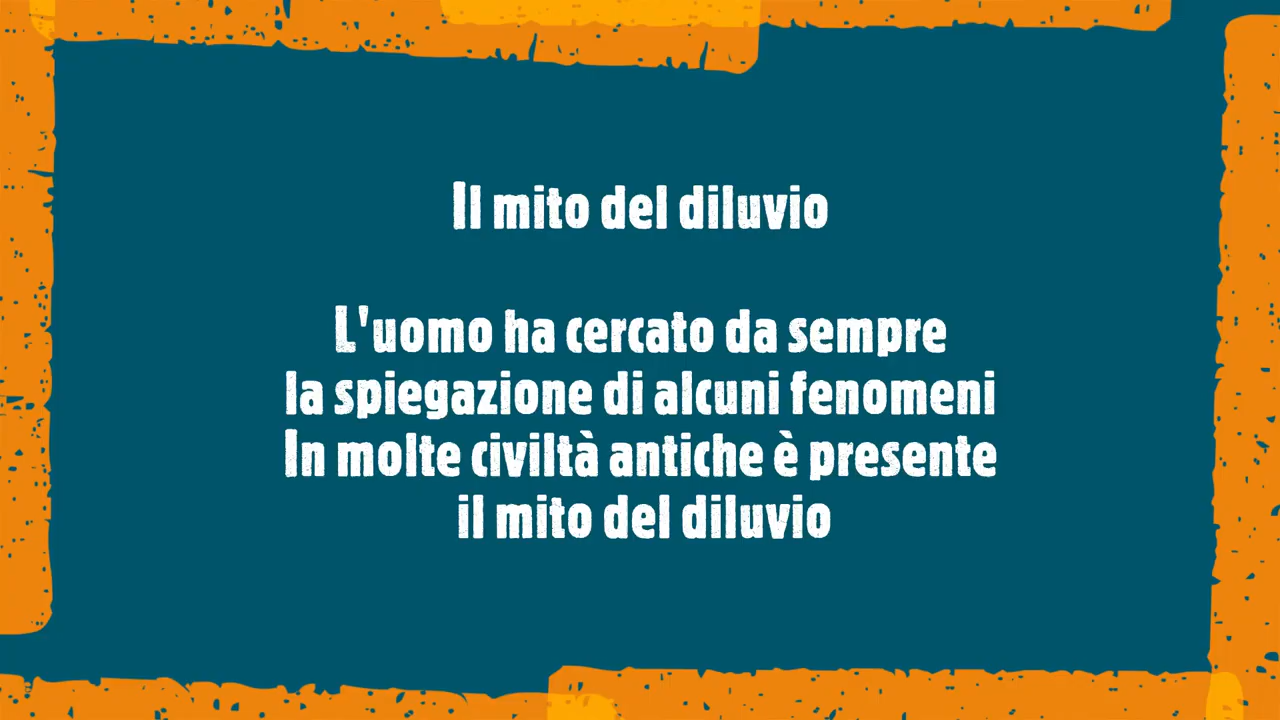 Il mito del diluvio
L'uomo ha cercato da sempre
la spiegazione di alcuni fenomeni
In molte civiltà antiche è presente
il mito del diluvio